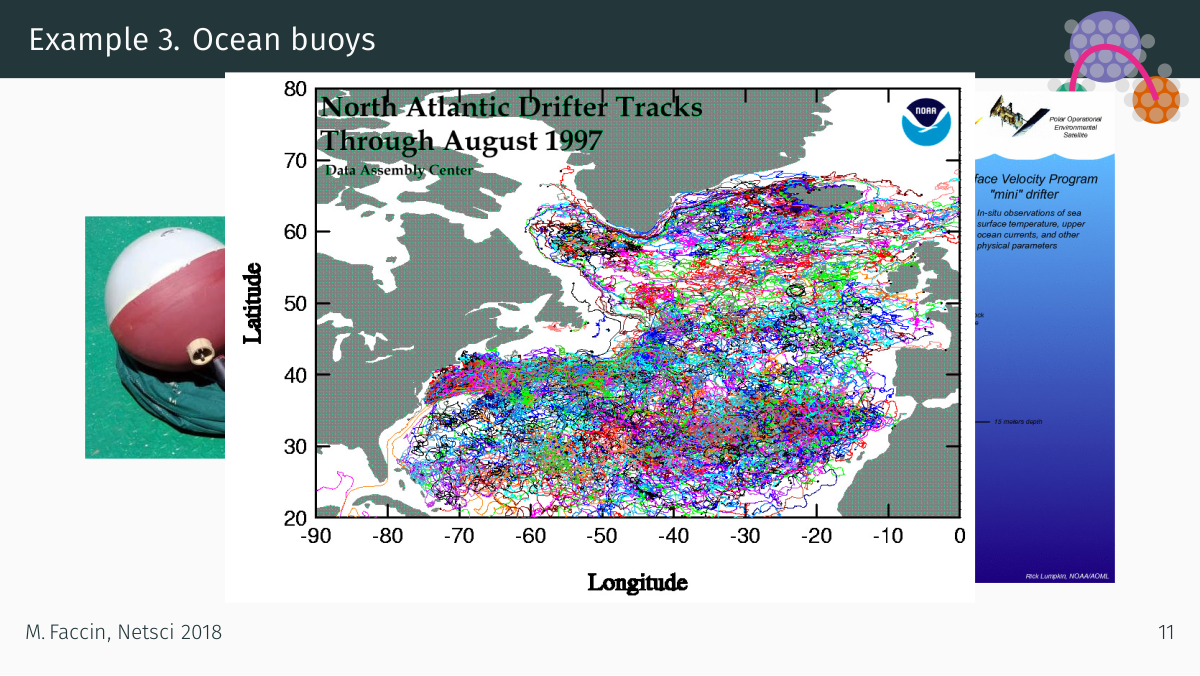 Example 3. Ocean buoys
North Atlantic Drifter Tracks
Through August 1997
Data Assembly Center
NOAA
Polar Operational
Environmental
Satellite
face Velocity Program
"mini" drifter
In-situ observations of sea
surface temperature, upper
ocean currents, and other
physical parameters
15 meters depth
Rick Lumpkin, NOAA/AOML
80
70
60
50
40
30
20
Latitude
-90 -80 -70 -60 -50 -40 -30 -20 -10 0
Longitude
M. Faccin, Netsci 2018
11